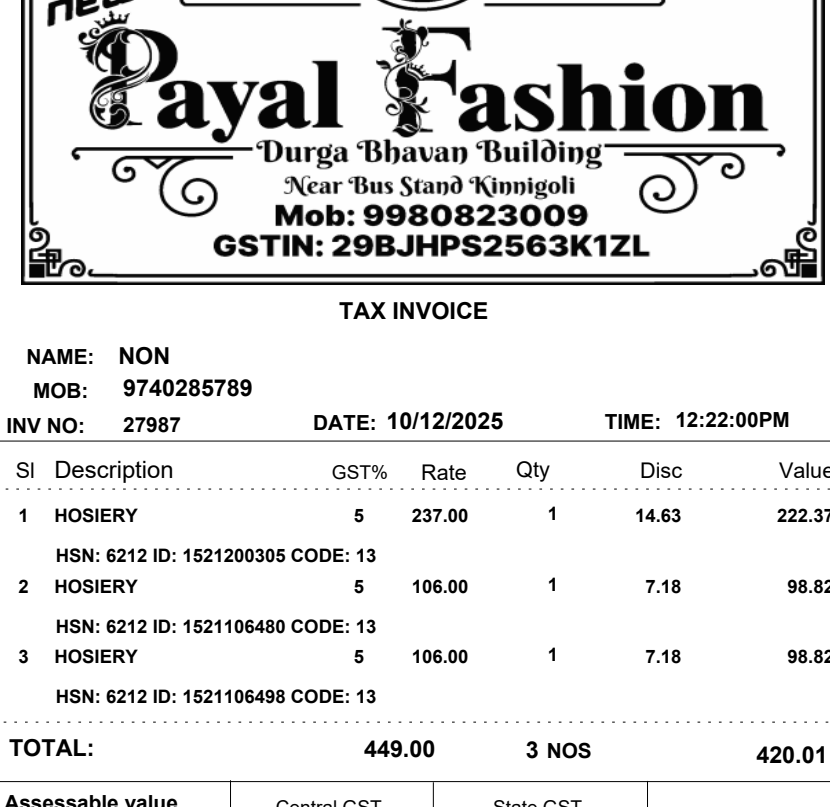 new
Payal Fashion
Durga Bhavan Building
Near Bus Stand Kinnigoli
Mob: 9980823009
GSTIN: 29BJHPS2563K1ZL
TAX INVOICE
NAME: NON
MOB: 9740285789
INV NO: 27987 DATE: 10/12/2025 TIME: 12:22:00PM
Sl Description GST% Rate Qty Disc Value
1 HOSIERY 5 237.00 1 14.63 222.37
HSN: 6212 ID: 1521200305 CODE: 13
2 HOSIERY 5 106.00 1 7.18 98.82
HSN: 6212 ID: 1521106480 CODE: 13
3 HOSIERY 5 106.00 1 7.18 98.82
HSN: 6212 ID: 1521106498 CODE: 13
TOTAL: 449.00 3 NOS 420.01
Assessable value Central GST State GST